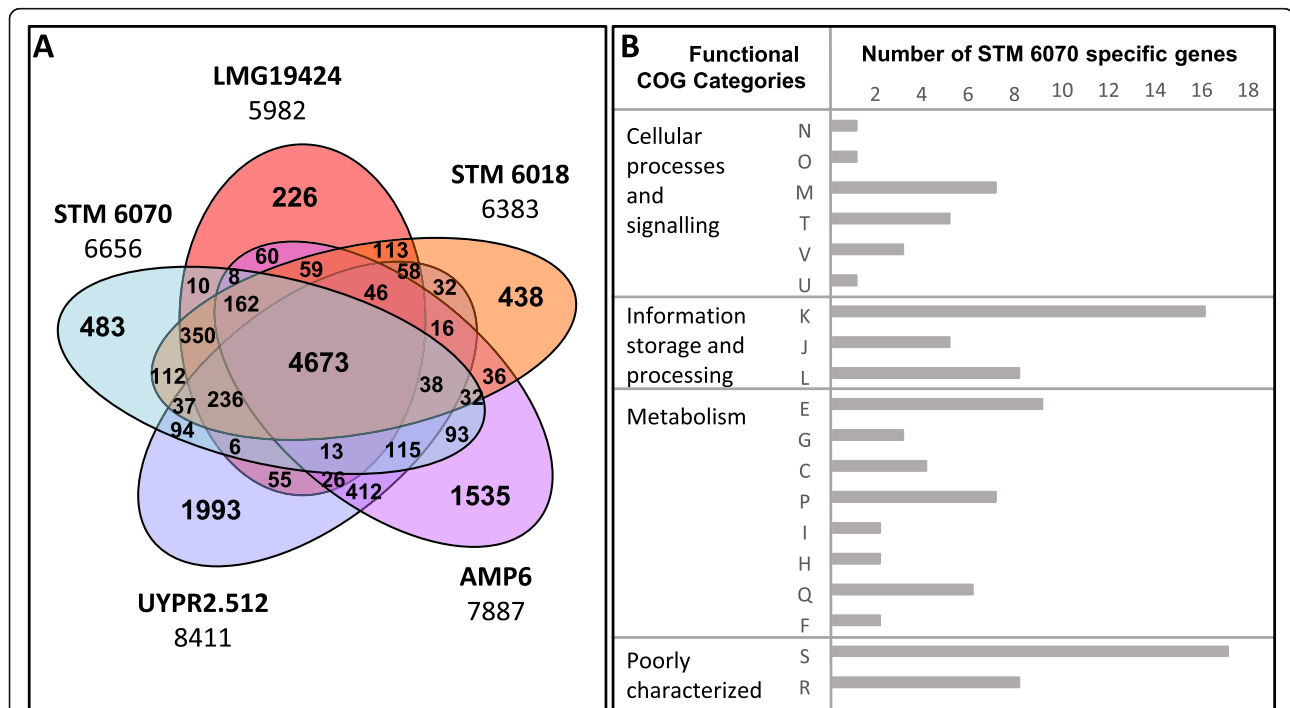 A
LMG19424
5982
STM 6018
6383
STM 6070
6656
226
113
60
59
58
8
10
46
32
438
162
483
350
16
4673
112
38
36
236
32
37
94
93
6
13
115
55
26
412
1993
1535
AMP6
7887
UYPR2.512
8411
B
Functional
COG Categories
Number of STM 6070 specific genes
2 4 6 8 10 12 14 16 18
Cellular
processes
and
signalling
N
O
M
T
V
U
Information
storage and
processing
K
J
L
Metabolism
E
G
C
P
I
H
Q
F
Poorly
characterized
S
R